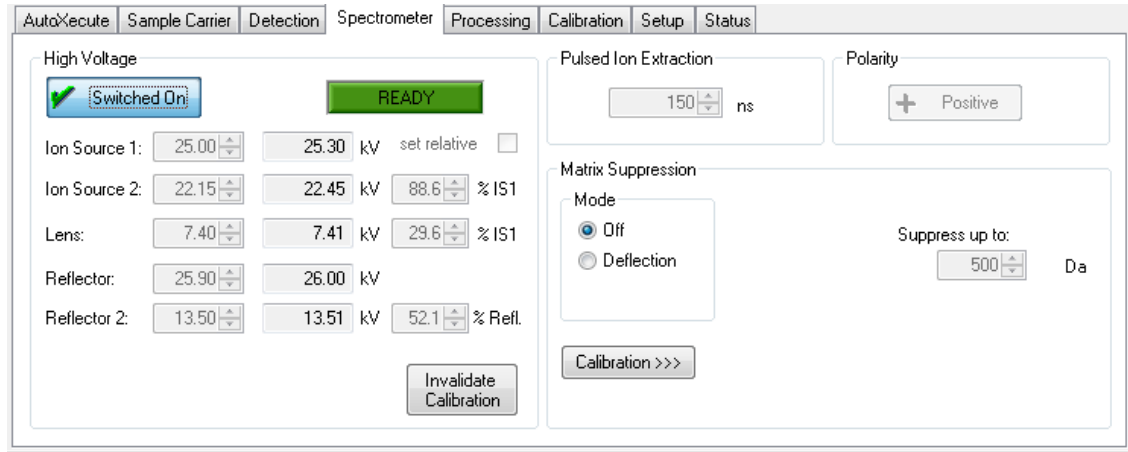 AutoXecute Sample Carrier Detection Spectrometer Processing Calibration Setup Status
High Voltage
Switched On READY
Ion Source 1: 25.00 25.30 kV set relative
Ion Source 2: 22.15 22.45 kV 88.6 % IS1
Lens: 7.40 7.41 kV 29.6 % IS1
Reflector: 25.90 26.00 kV
Reflector 2: 13.50 13.51 kV 52.1 % Refl.
Invalidate
Calibration
Pulsed Ion Extraction
150 ns
Polarity
+ Positive
Matrix Suppression
Mode
Off
Deflection
Suppress up to:
500 Da
Calibration >>>